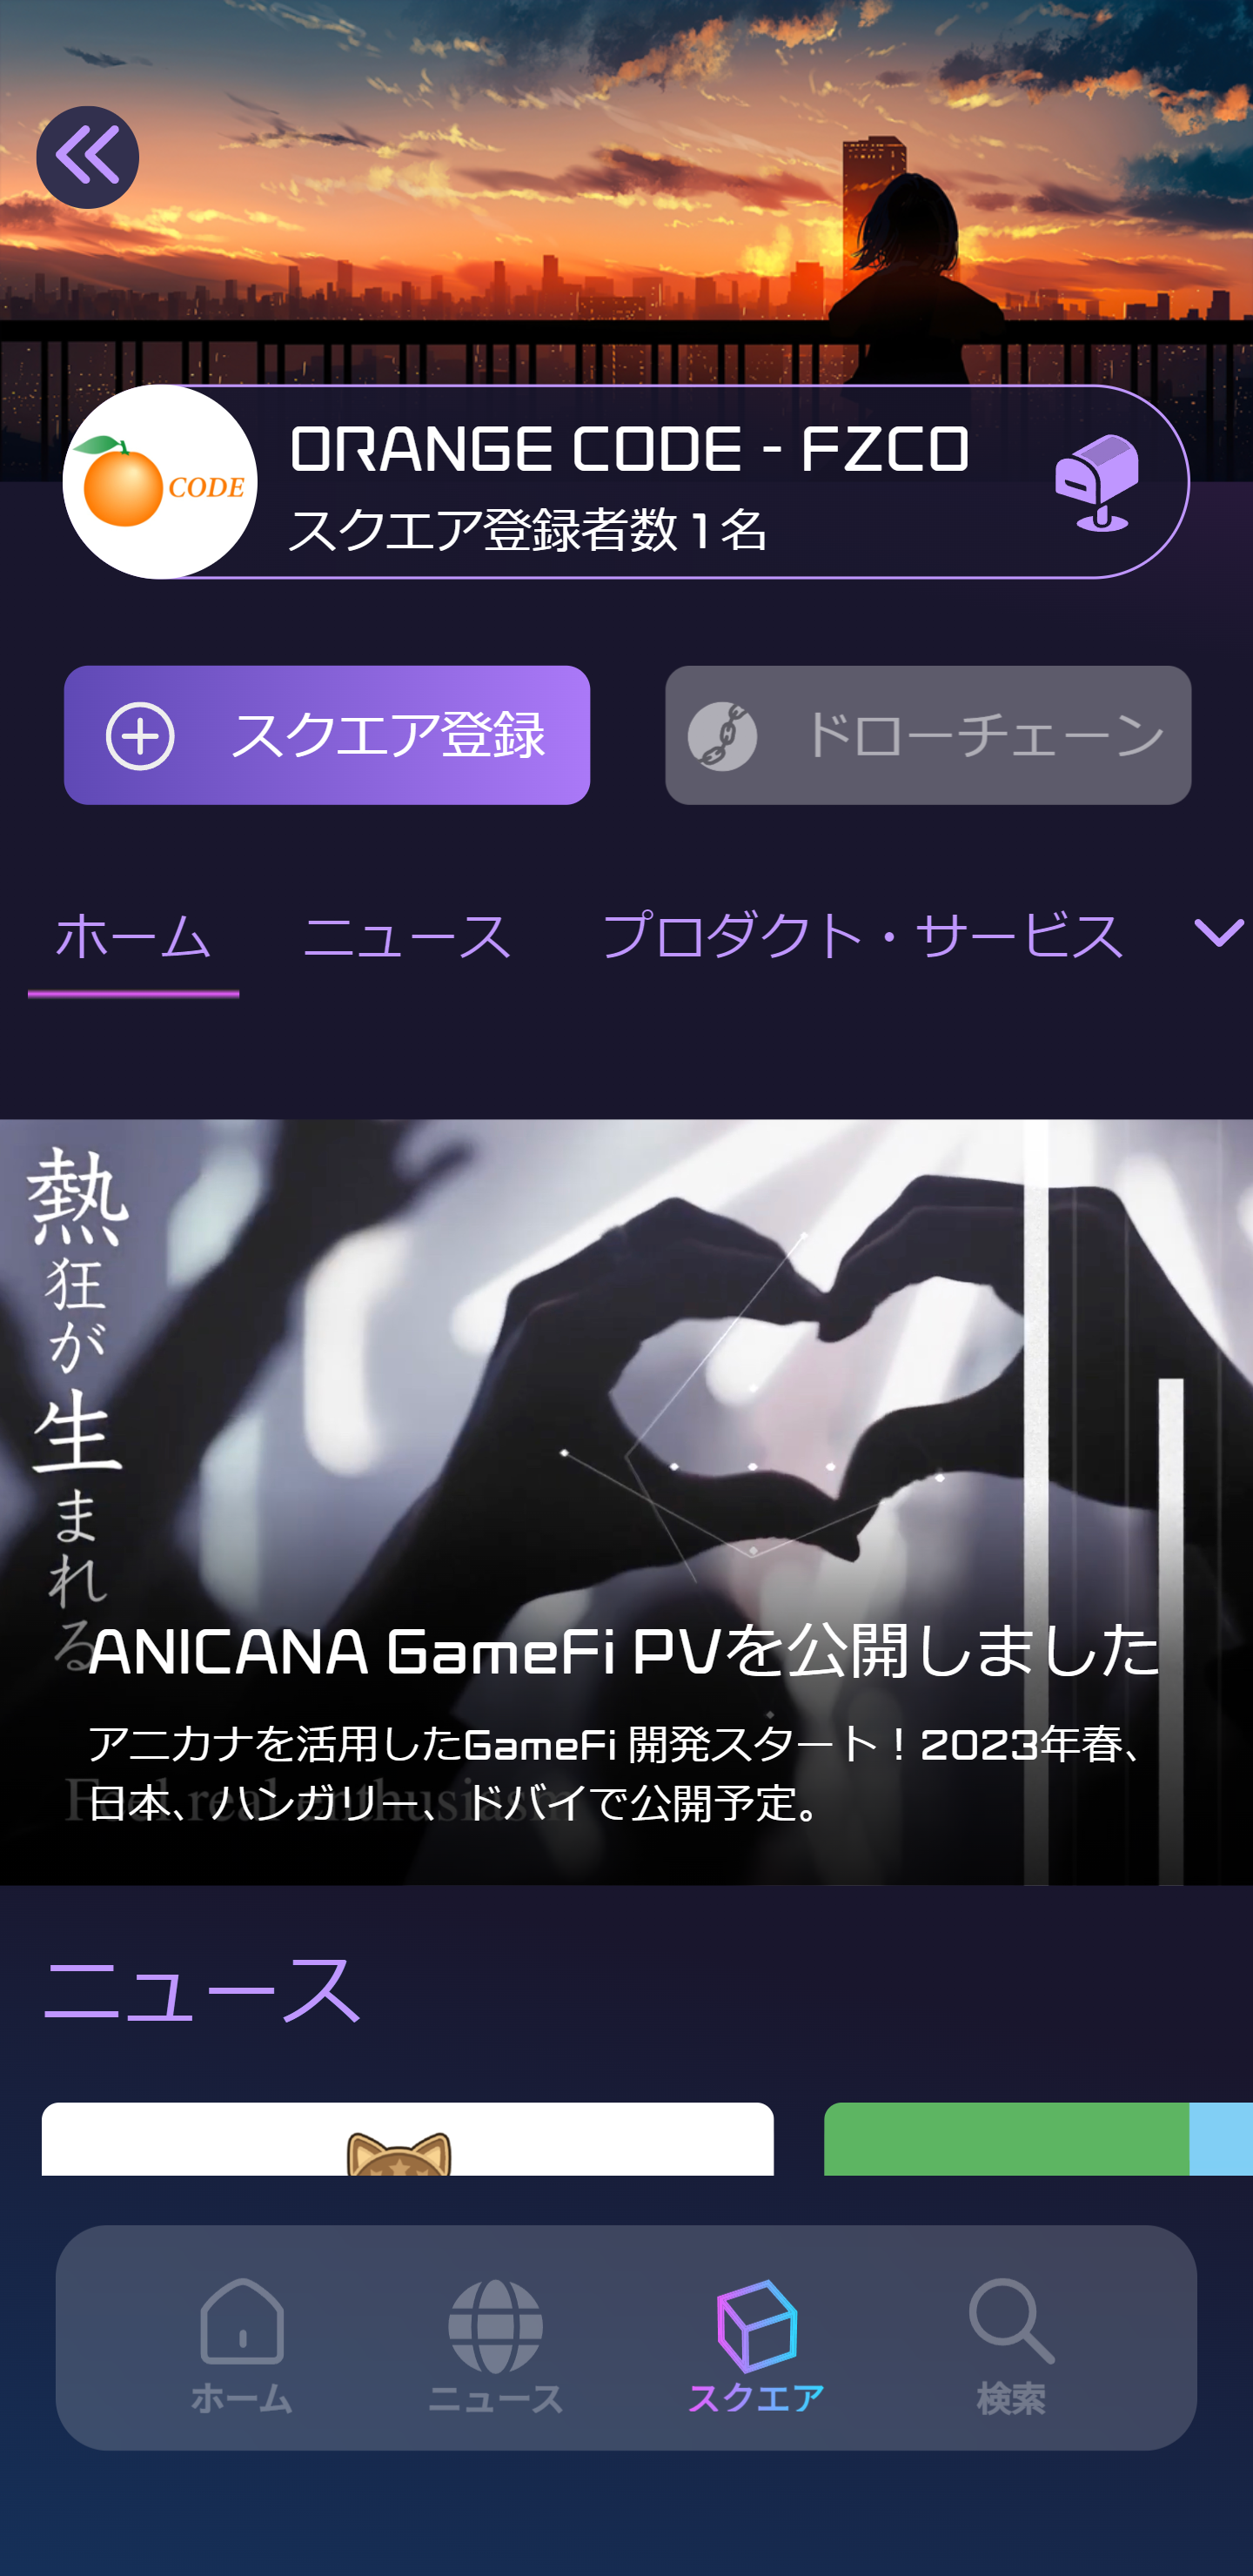 CODE
ORANGE CODE - FZCO
スクエア登録者数1名
スクエア登録
ドローチェーン
ホーム
ニュース
プロダクト・サービス
熱狂が生まれる
ANICANA GameFi PVを公開しました
アニカナを活用したGameFi 開発スタート！2023年春、
日本、ハンガリー、ドバイで公開予定。
Feel real enthusiasm
ニュース
ホーム
ニュース
スクエア
検索